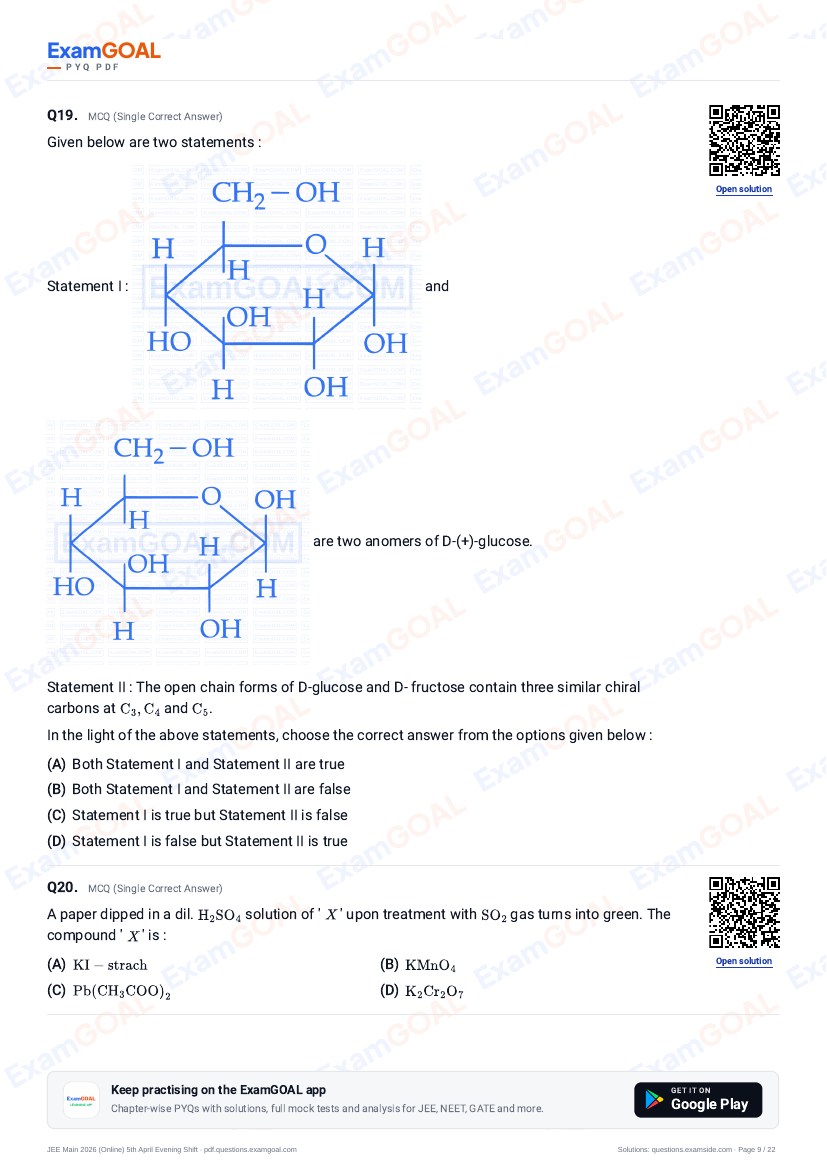 ExamGOAL
PYQ PDF
Q19. MCQ (Single Correct Answer)
Given below are two statements :
Open solution
CH2 – OH
H O H
H
Statement I : ExamGOAL.COM and
H
OH
HO OH
H OH
CH2 – OH
H O OH
H
ExamGOAL.COM are two anomers of D-(+)-glucose.
H
OH
HO H
H OH
Statement II : The open chain forms of D-glucose and D- fructose contain three similar chiral
carbons at C3, C4 and C5.
In the light of the above statements, choose the correct answer from the options given below :
(A) Both Statement I and Statement II are true
(B) Both Statement I and Statement II are false
(C) Statement I is true but Statement II is false
(D) Statement I is false but Statement II is true
Q20. MCQ (Single Correct Answer)
A paper dipped in a dil. H2SO4 solution of ' X' upon treatment with SO2 gas turns into green. The
compound ' X' is :
(A) KI – strach (B) KMnO4
Open solution
(C) Pb(CH3COO)2 (D) K2Cr2O7
Keep practising on the ExamGOAL app
Chapter-wise PYQs with solutions, full mock tests and analysis for JEE, NEET, GATE and more.
GET IT ON
Google Play
JEE Main 2026 (Online) 5th April Evening Shift · pdf.questions.examgoal.com
Solutions: questions.examside.com · Page 9 / 22